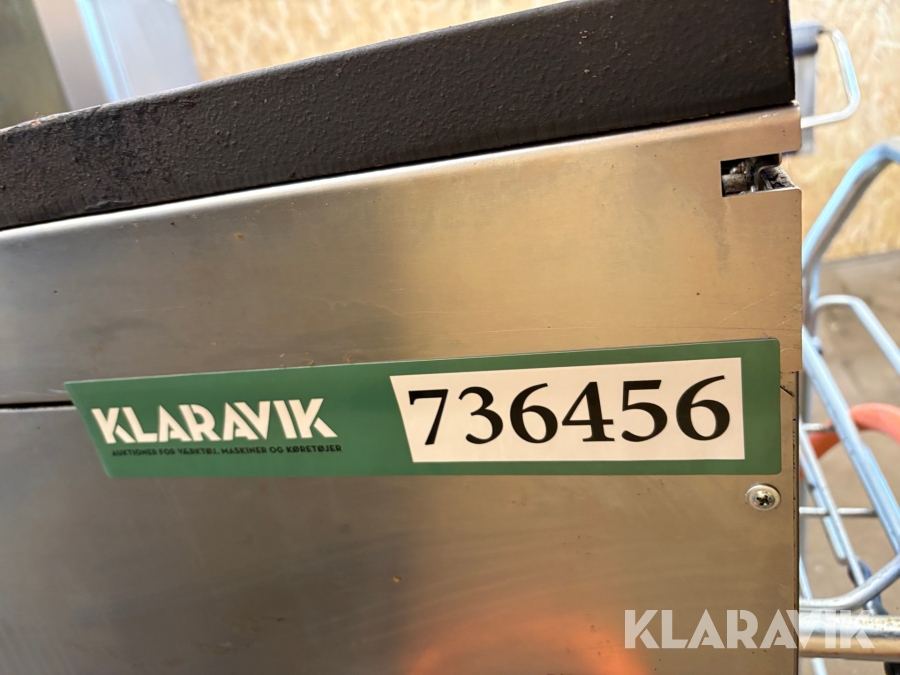 KLARAVIK
AUKTIONER FOR VÆRKTØJ, MASKINER OG KØRETØJER
736456
KLARAVIK